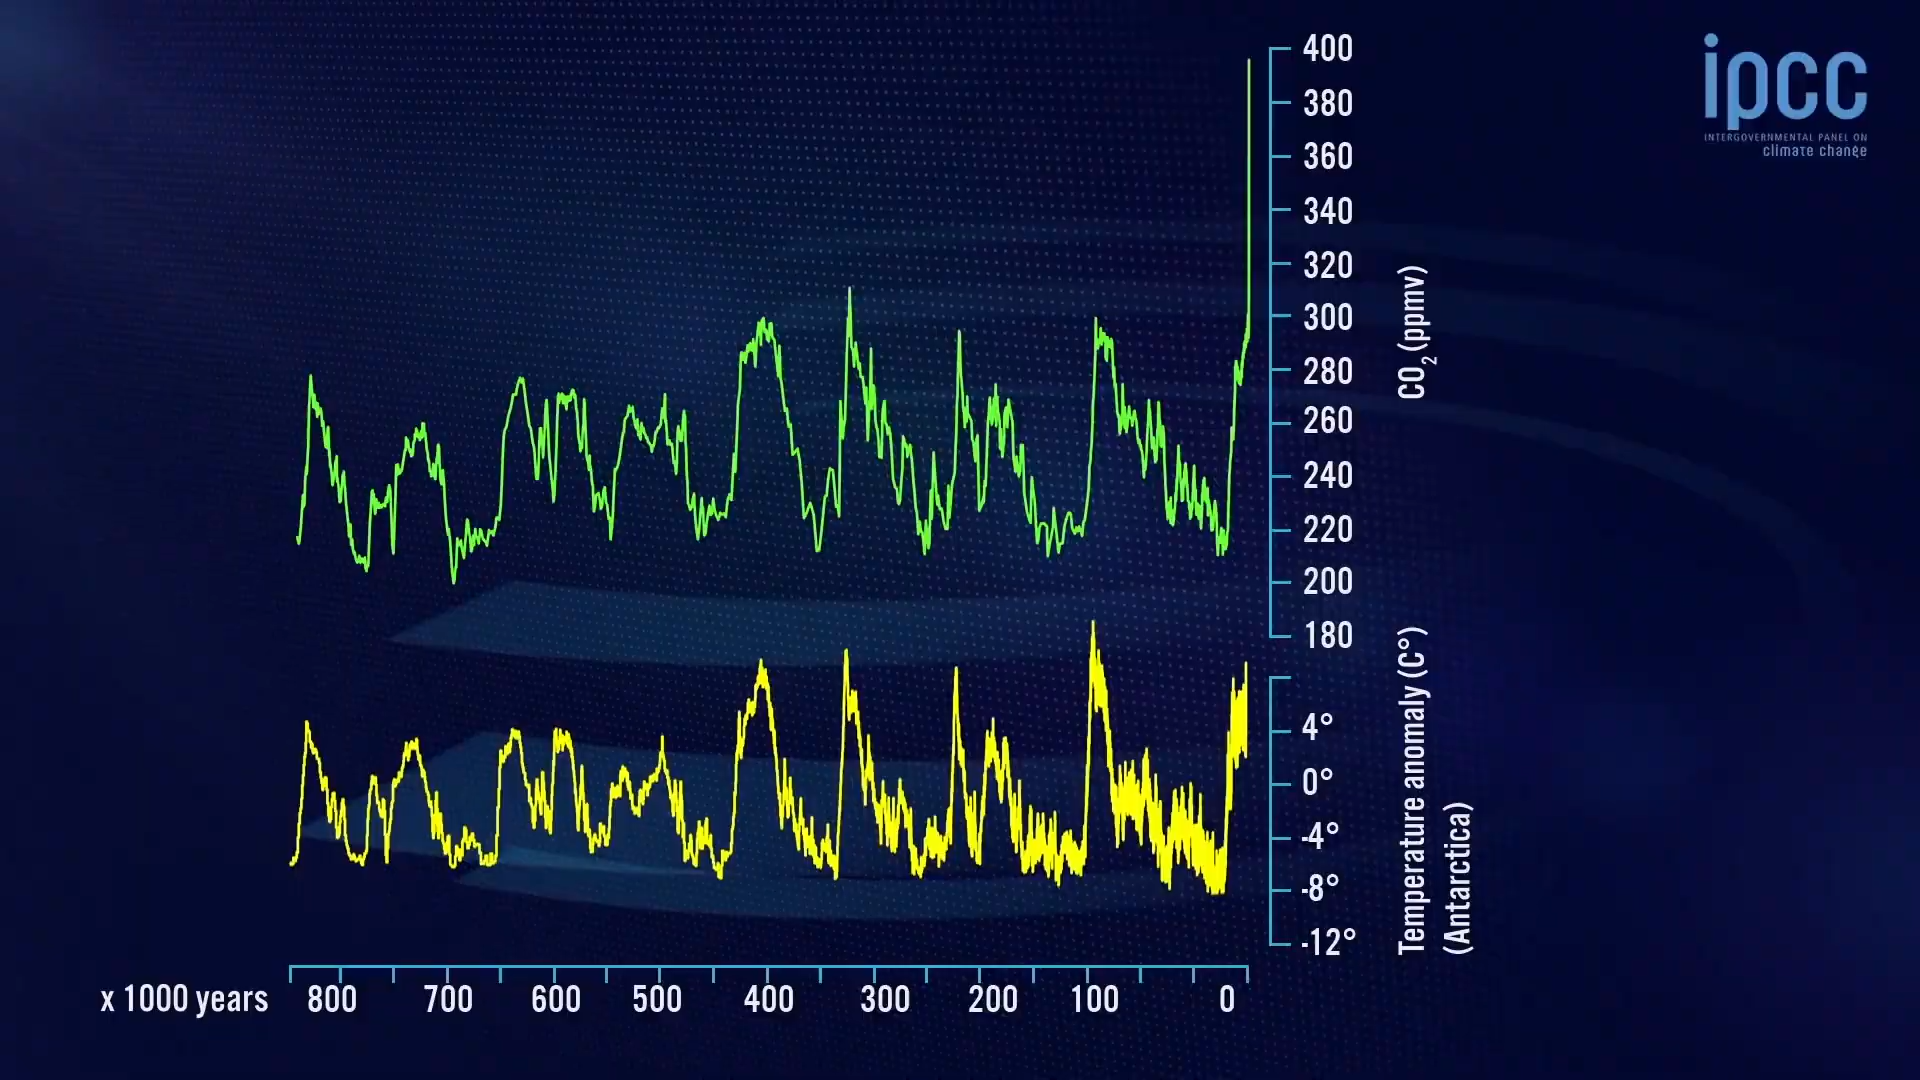 ipcc
INTERGOVERNMENTAL PANEL ON
climate change
400
380
360
340
320
300
280
260
240
220
200
180
CO2 (ppmv)
4°
0°
-4°
-8°
-12°
Temperature anomaly (C°)
(Antarctica)
x 1000 years 800 700 600 500 400 300 200 100 0